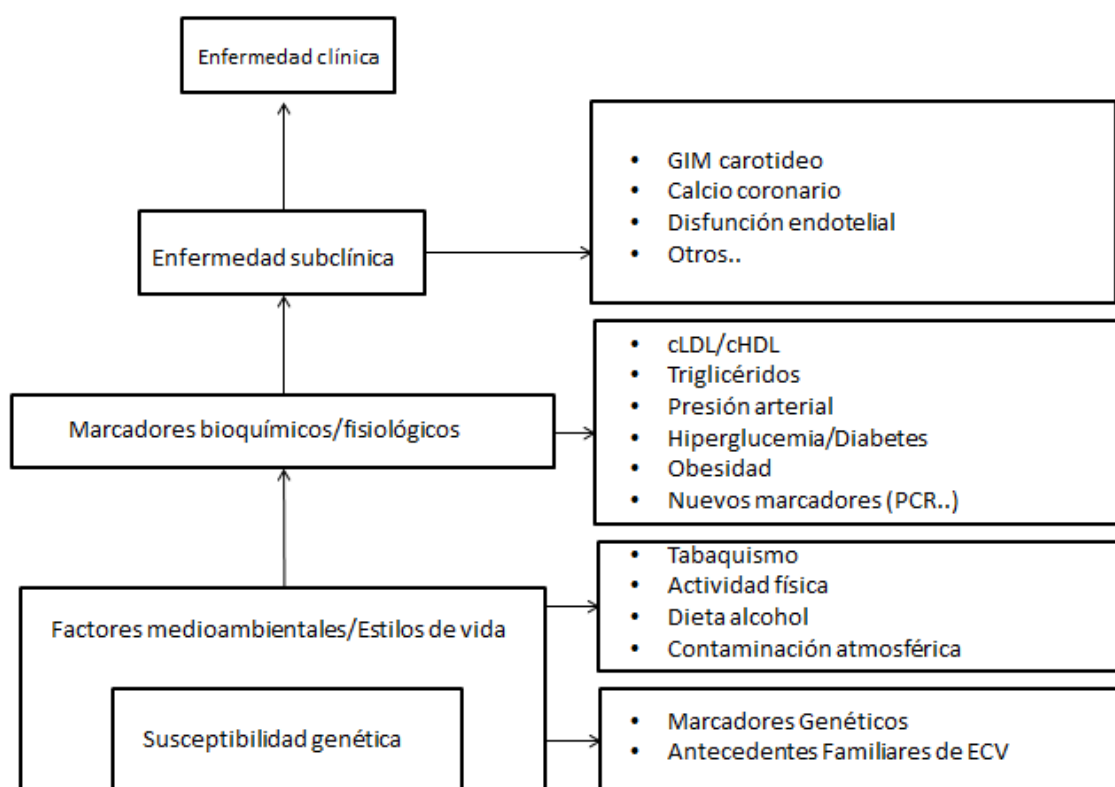 Enfermedad clínica
• GIM carotideo
• Calcio coronario
• Disfunción endotelial
• Otros..
Enfermedad subclínica
• cLDL/cHDL
• Triglicéridos
• Presión arterial
• Hiperglucemia/Diabetes
• Obesidad
• Nuevos marcadores (PCR..)
Marcadores bioquímicos/fisiológicos
• Tabaquismo
• Actividad física
• Dieta alcohol
• Contaminación atmosférica
Factores medioambientales/Estilos de vida
• Marcadores Genéticos
• Antecedentes Familiares de ECV
Susceptibilidad genética